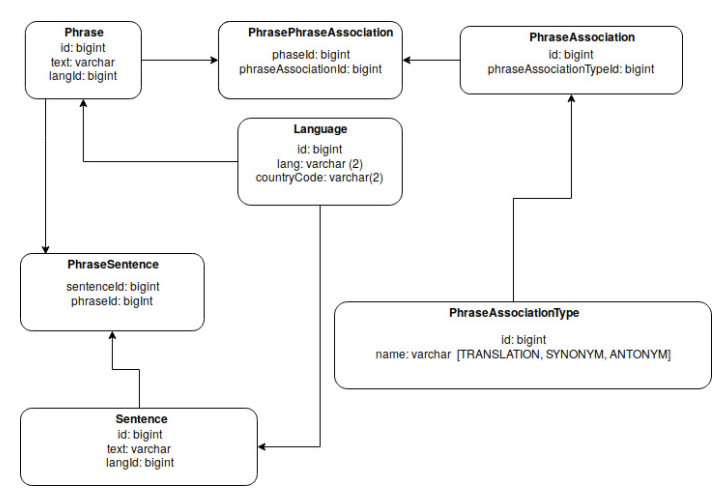 Phrase
id: bigint
text: varchar
langId: bigint
PhrasePhraseAssociation
phaseId: bigint
phraseAssociationId: bigint
PhraseAssociation
id: bigint
phraseAssociationTypeId: bigint
Language
id: bigint
lang: varchar (2)
countryCode: varchar(2)
PhraseSentence
sentenceId: bigint
phraseId: bigInt
PhraseAssociationType
id: bigint
name: varchar [TRANSLATION, SYNONYM, ANTONYM]
Sentence
id: bigint
text: varchar
langId: bigint